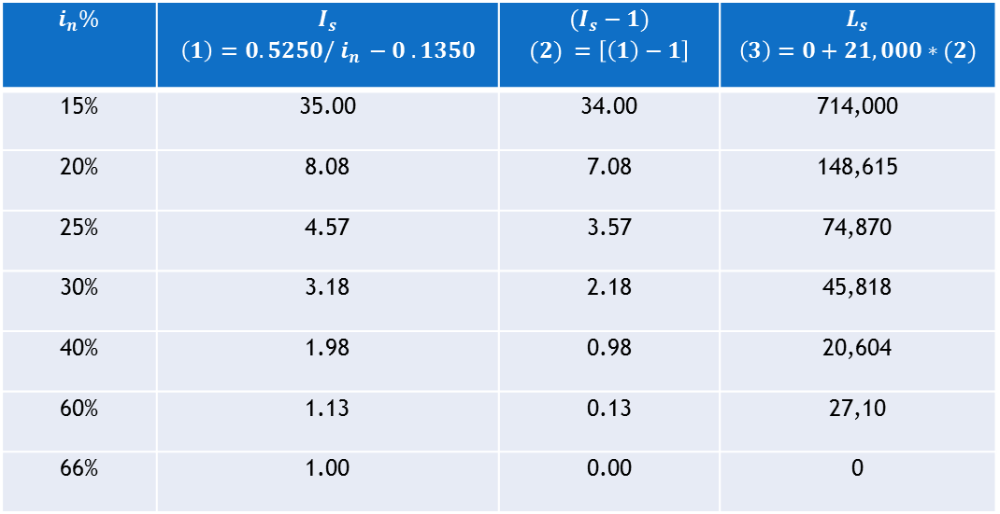 i_n% I_s (I_s − 1) L_s
(1) = 0.5250/ i_n − 0.1350 (2) = [(1) − 1] (3) = 0 + 21,000 * (2)
15% 35.00 34.00 714,000
20% 8.08 7.08 148,615
25% 4.57 3.57 74,870
30% 3.18 2.18 45,818
40% 1.98 0.98 20,604
60% 1.13 0.13 27,10
66% 1.00 0.00 0